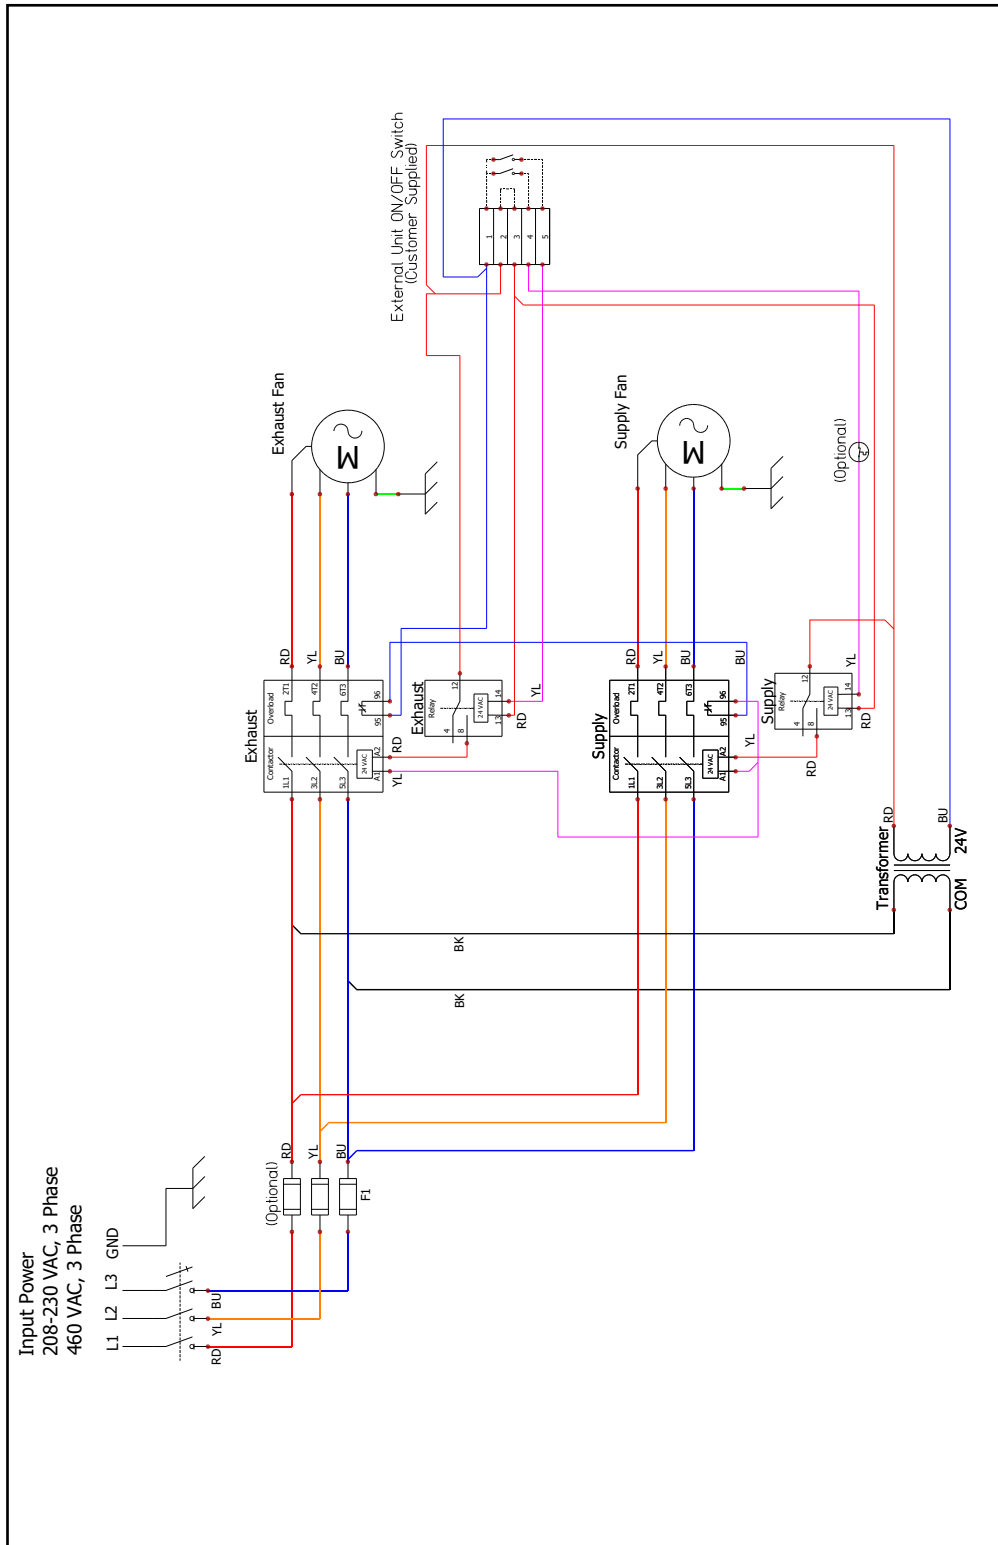 External Unit ON/OFF Switch
(Customer Supplied)
1
2
3
4
5
Exhaust Fan
M
Supply Fan
M
(Optional)
RD
YL
BU
Exhaust
Overload
2T1
4T2
6T3
95
96
Contactor
1L1
3L2
5L3
24 VAC
A1
A2
RD
YL
Exhaust
Relay
12
4
8
24 VAC
13
14
YL
RD
RD
YL
BU
BU
Supply
Overload
2T1
4T2
6T3
95
96
Contactor
1L1
3L2
5L3
24 VAC
A1
A2
YL
RD
Supply
Relay
12
4
8
24 VAC
13
14
YL
RD
RD
BU
Transformer
24V
COM
BK
BK
RD
YL
BU
(Optional)
F1
Input Power
208-230 VAC, 3 Phase
460 VAC, 3 Phase
L1
L2
L3
GND
RD
YL
BU